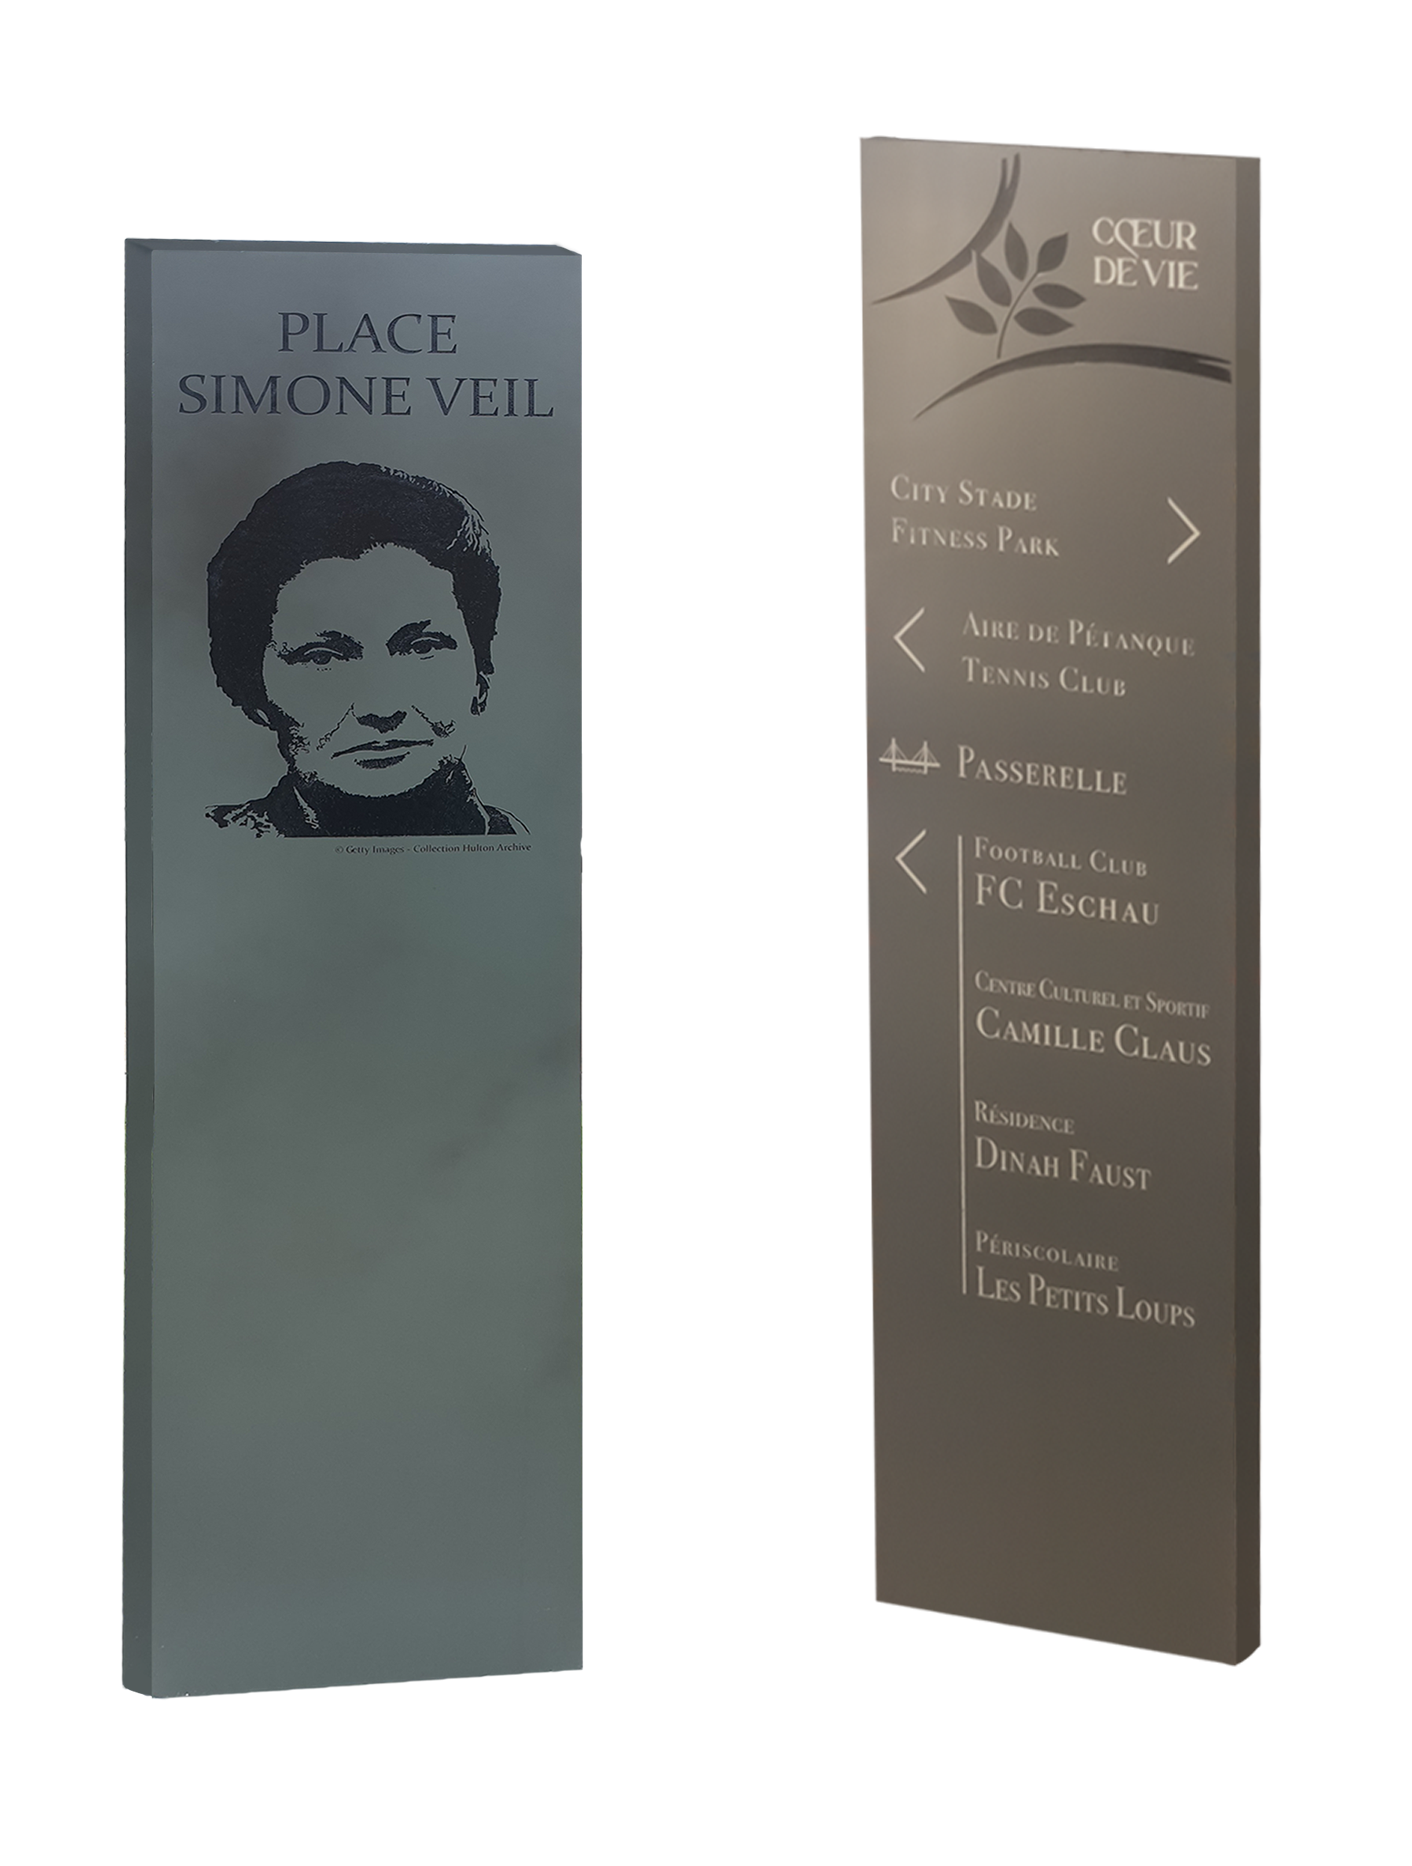 PLACE
SIMONE VEIL
© Getty Images - Collection Hulton Archive
CŒUR
DE VIE
City Stade
Fitness Park
Aire de Pétanque
Tennis Club
Passerelle
Football Club
FC Eschau
Centre Culturel et Sportif
Camille Claus
Résidence
Dinah Faust
Périscolaire
Les Petits Loups